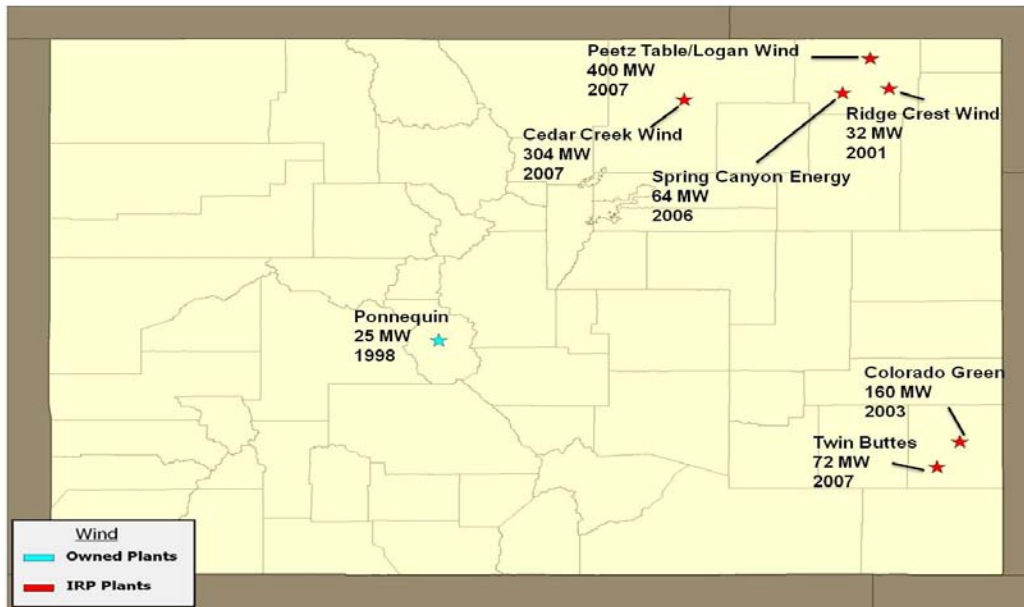 Peetz Table/Logan Wind
400 MW
2007
Ridge Crest Wind
32 MW
2001
Cedar Creek Wind
304 MW
2007
Spring Canyon Energy
64 MW
2006
Ponnequin
25 MW
1998
Colorado Green
160 MW
2003
Twin Buttes
72 MW
2007
Wind
Owned Plants
IRP Plants